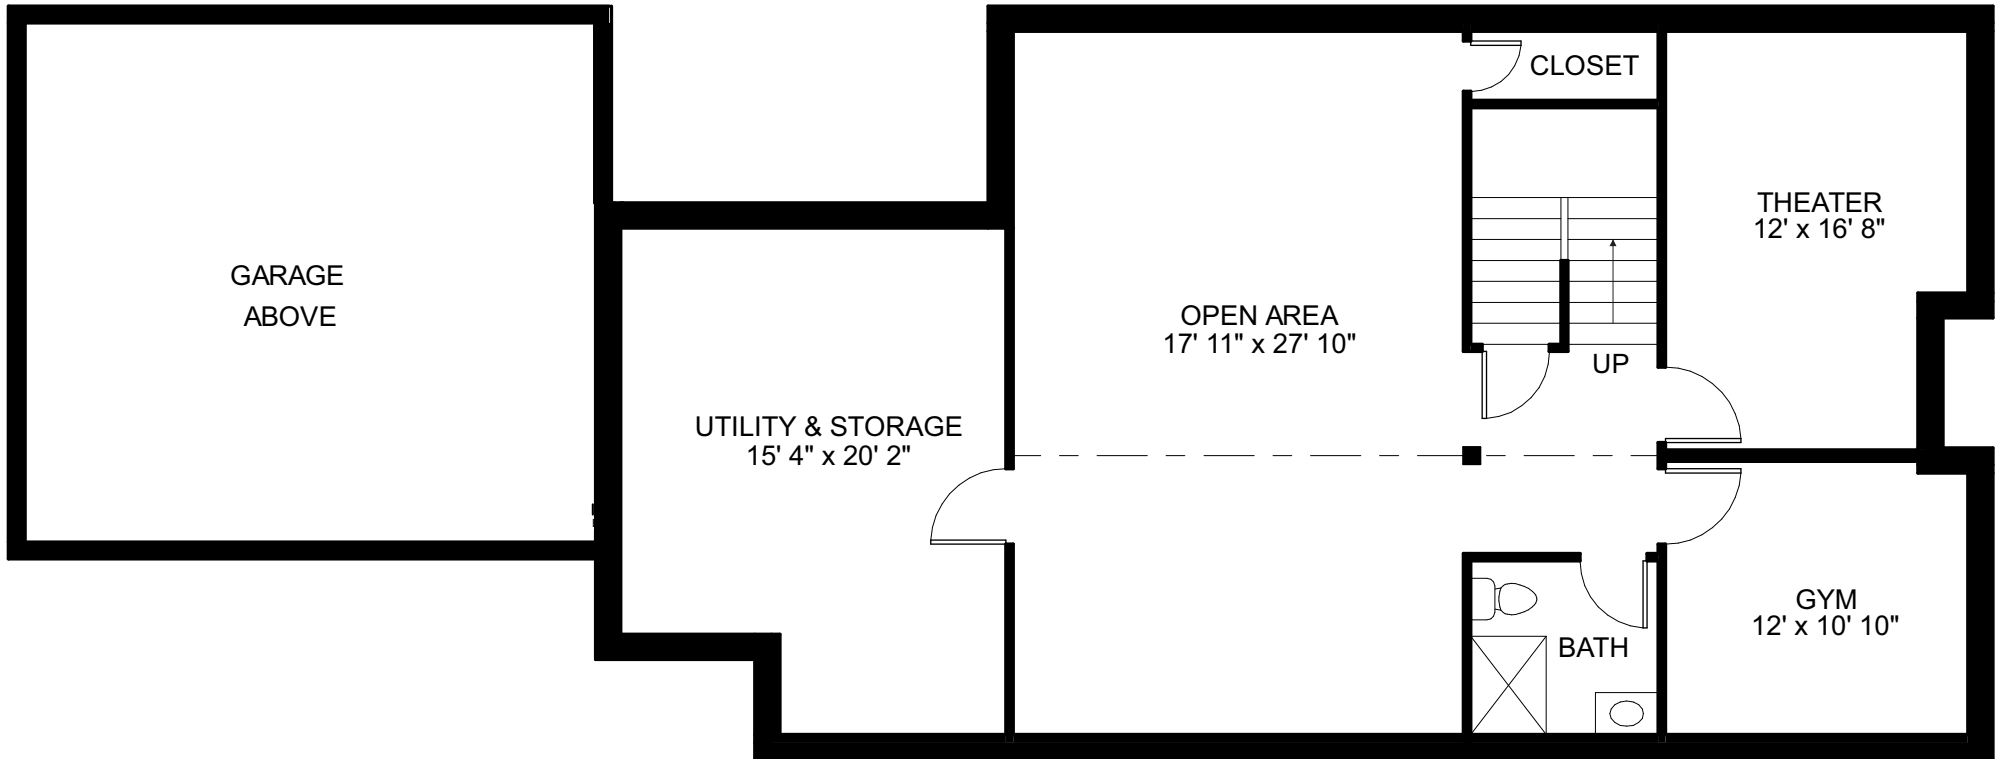 GARAGE
ABOVE
UTILITY & STORAGE
15' 4" x 20' 2"
OPEN AREA
17' 11" x 27' 10"
CLOSET
UP
THEATER
12' x 16' 8"
BATH
GYM
12' x 10' 10"